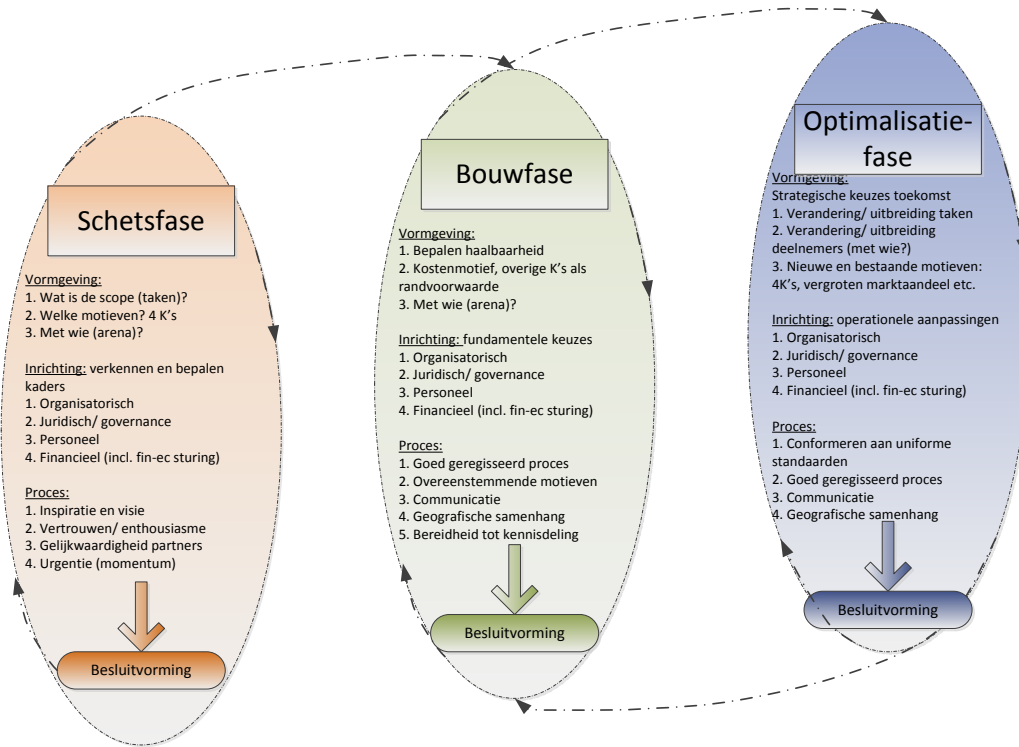 Schetsfase
Vormgeving:
1. Wat is de scope (taken)?
2. Welke motieven? 4 K's
3. Met wie (arena)?
Inrichting: verkennen en bepalen
kaders
1. Organisatorisch
2. Juridisch/ governance
3. Personeel
4. Financieel (incl. fin-ec sturing)
Proces:
1. Inspiratie en visie
2. Vertrouwen/ enthousiasme
3. Gelijkwaardigheid partners
4. Urgentie (momentum)
Besluitvorming
Bouwfase
Vormgeving:
1. Bepalen haalbaarheid
2. Kostenmotief, overige K's als
randvoorwaarde
3. Met wie (arena)?
Inrichting: fundamentele keuzes
1. Organisatorisch
2. Juridisch/ governance
3. Personeel
4. Financieel (incl. fin-ec sturing)
Proces:
1. Goed geregisseerd proces
2. Overeenstemmende motieven
3. Communicatie
4. Geografische samenhang
5. Bereidheid tot kennisdeling
Besluitvorming
Optimalisatie-
fase
Vormgeving:
Strategische keuzes toekomst
1. Verandering/ uitbreiding taken
2. Verandering/ uitbreiding
deelnemers (met wie?)
3. Nieuwe en bestaande motieven:
4K's, vergroten marktaandeel etc.
Inrichting: operationele aanpassingen
1. Organisatorisch
2. Juridisch/ governance
3. Personeel
4. Financieel (incl. fin-ec sturing)
Proces:
1. Conformeren aan uniforme
standaarden
2. Goed geregisseerd proces
3. Communicatie
4. Geografische samenhang
Besluitvorming